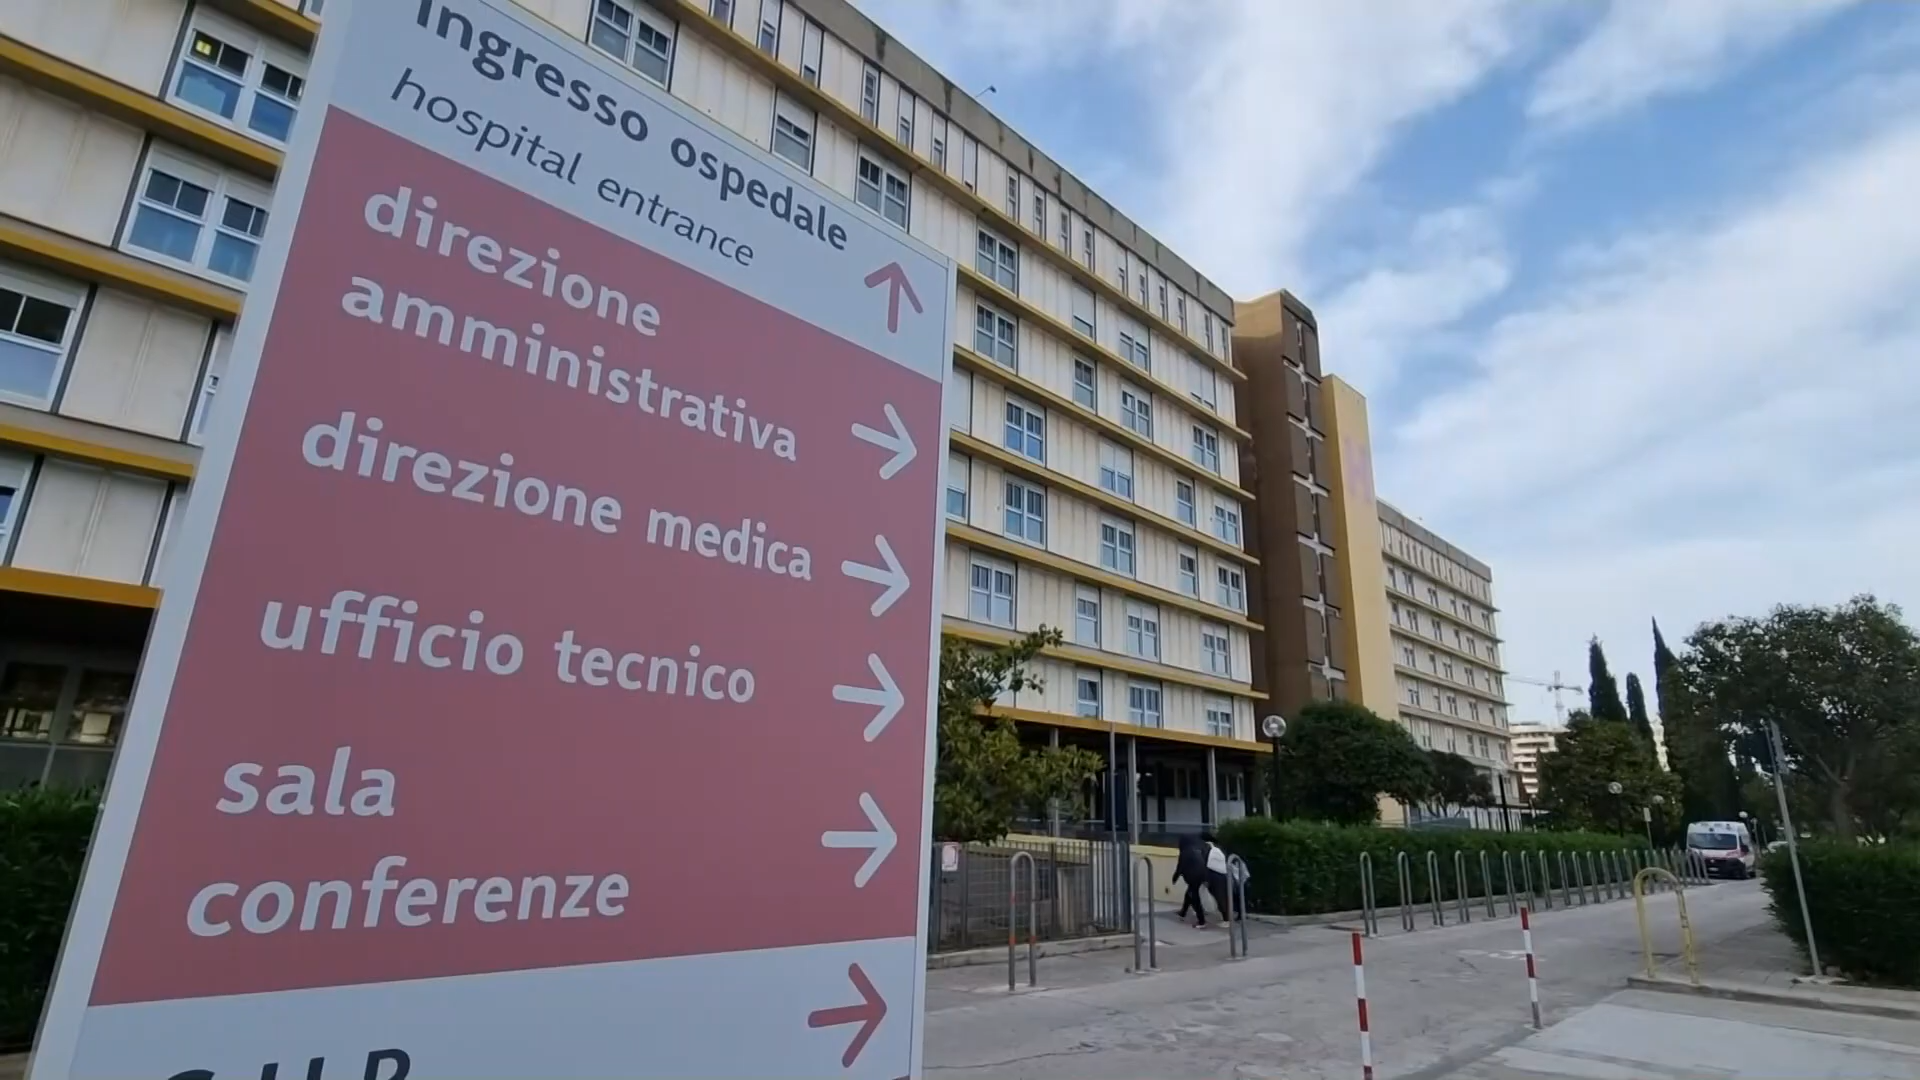 Ingresso ospedale
hospital entrance
direzione
amministrativa
direzione medica
ufficio tecnico
sala
conferenze